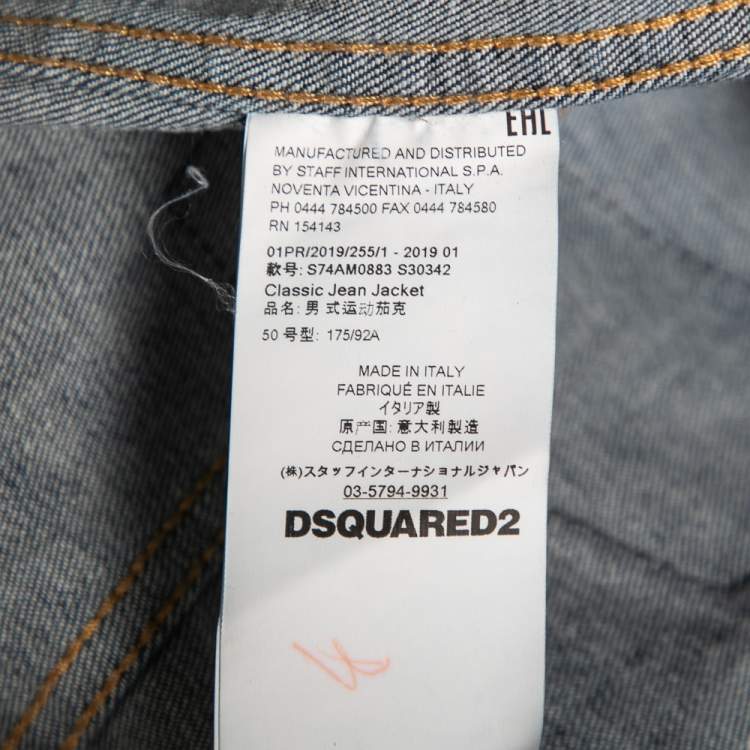 EAC
MANUFACTURED AND DISTRIBUTED
BY STAFF INTERNATIONAL S.P.A.
NOVENTA VICENTINA - ITALY
PH 0444 784500 FAX 0444 784580
RN 154143
01PR/2019/255/1 - 2019 01
款号: S74AM0883 S30342
Classic Jean Jacket
品名: 男 式运动茄克
50 号型: 175/92A
MADE IN ITALY
FABRIQUÉ EN ITALIE
イタリア製
原产国: 意大利製造
СДЕЛАНО В ИТАЛИИ
(株)スタッフインターナショナルジャパン
03-5794-9931
DSQUARED2